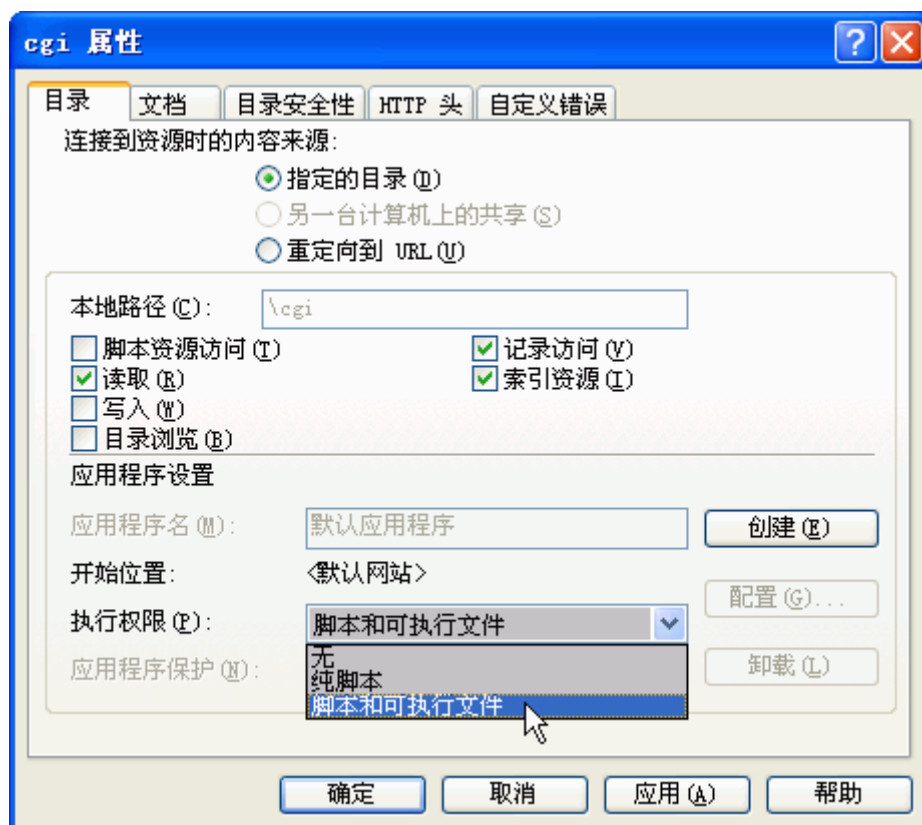 cgi 属性
目录 文档 目录安全性 HTTP 头 自定义错误
连接到资源时的内容来源:
指定的目录(D)
另一台计算机上的共享(S)
重定向到 URL(U)
本地路径(C): \cgi
脚本资源访问(T) 记录访问(V)
读取(R) 索引资源(I)
写入(W)
目录浏览(B)
应用程序设置
应用程序名(M): 默认应用程序 创建(E)
开始位置: <默认网站>
配置(G)...
执行权限(P): 脚本和可执行文件
无
应用程序保护(N): 纯脚本 卸载(L)
脚本和可执行文件
确定 取消 应用(A) 帮助